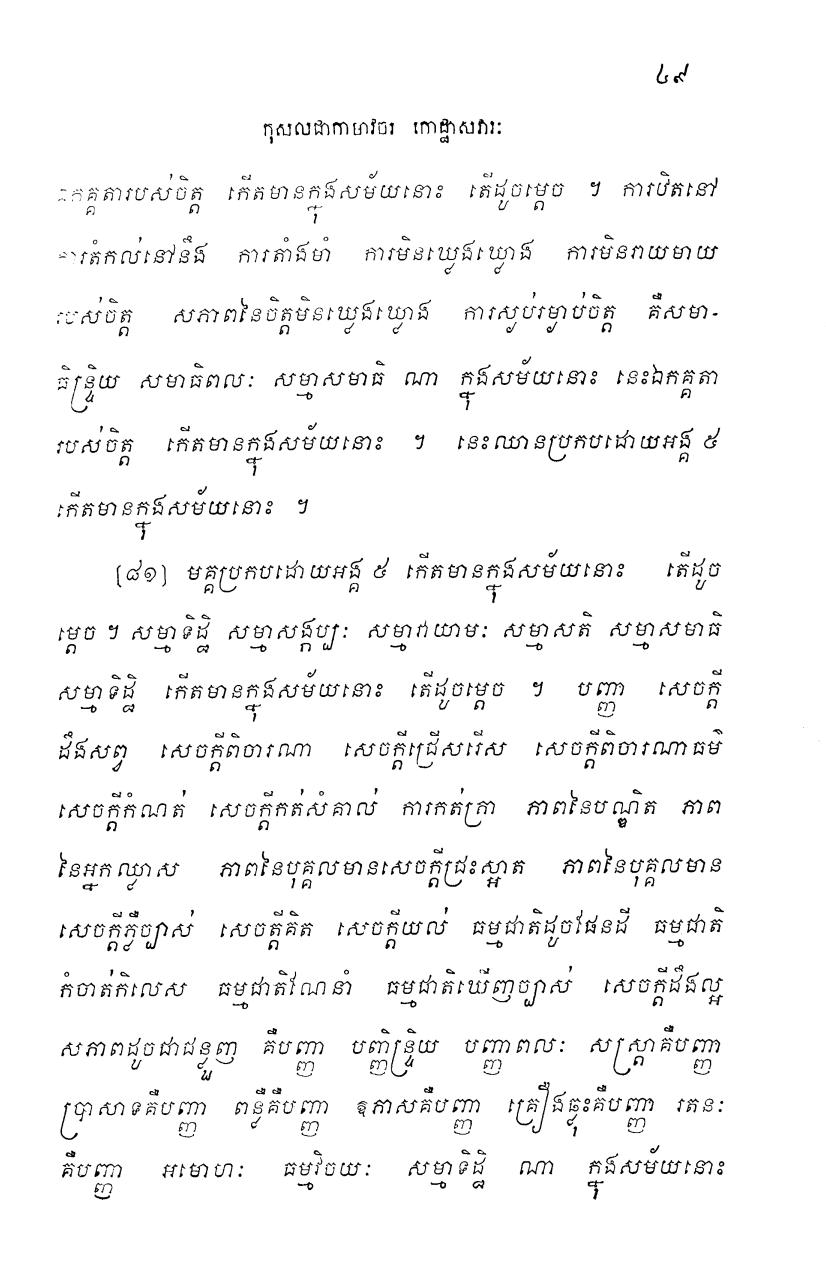 ៤៩
កុសលជាកាមាវចរ កោដ្ឋាសវារៈ
ឯកគ្គតារបស់ចិត្ត កើតមានក្នុងសម័យនោះ តើដូចម្តេច ។ ការឋិតនៅ
ការតំកល់នៅនឹង ការតាំងមាំ ការមិនឃ្លេងឃ្លោង ការមិនរាយមាយ
របស់ចិត្ត សភាពនៃចិត្តមិនឃ្លេងឃ្លោង ការស្ងប់រម្ងាប់ចិត្ត គឺសមា-
ធិន្ទ្រិយ សមាធិពលៈ សម្មាសមាធិ ណា ក្នុងសម័យនោះ នេះឯកគ្គតា
របស់ចិត្ត កើតមានក្នុងសម័យនោះ ។ នេះឈានប្រកបដោយអង្គ ៥
កើតមានក្នុងសម័យនោះ ។
[៨១] មគ្គប្រកបដោយអង្គ ៥ កើតមានក្នុងសម័យនោះ តើដូច
ម្តេច ។ សម្មាទិដ្ឋិ សម្មាសង្កប្បៈ សម្មាវាយាមៈ សម្មាសតិ សម្មាសមាធិ
សម្មាទិដ្ឋិ កើតមានក្នុងសម័យនោះ តើដូចម្តេច ។ បញ្ញា សេចក្តី
ដឹងសព្វ សេចក្តីពិចារណា សេចក្តីជ្រើសរើស សេចក្តីពិចារណាធម៌
សេចក្តីកំណត់ សេចក្តីកត់សំគាល់ ការកត់ត្រា ភាពនៃបណ្ឌិត ភាព
នៃអ្នកឈ្លាស ភាពនៃបុគ្គលមានសេចក្តីជ្រះស្អាត ភាពនៃបុគ្គលមាន
សេចក្តីភ្លឺច្បាស់ សេចក្តីគិត សេចក្តីយល់ ធម្មជាតិដូចផែនដី ធម្មជាតិ
កំចាត់កិលេស ធម្មជាតិណែនាំ ធម្មជាតិឃើញច្បាស់ សេចក្តីដឹងល្អ
សភាពដូចជាជន្លួញ គឺបញ្ញា បញ្ញិន្ទ្រិយ បញ្ញាពលៈ សស្ត្រាគឺបញ្ញា
ប្រាសាទគឺបញ្ញា ពន្លឺគឺបញ្ញា ឱភាសគឺបញ្ញា គ្រឿងធ្លុះគឺបញ្ញា រតនៈ
គឺបញ្ញា អមោហៈ ធម្មវិចយៈ សម្មាទិដ្ឋិ ណា ក្នុងសម័យនោះ